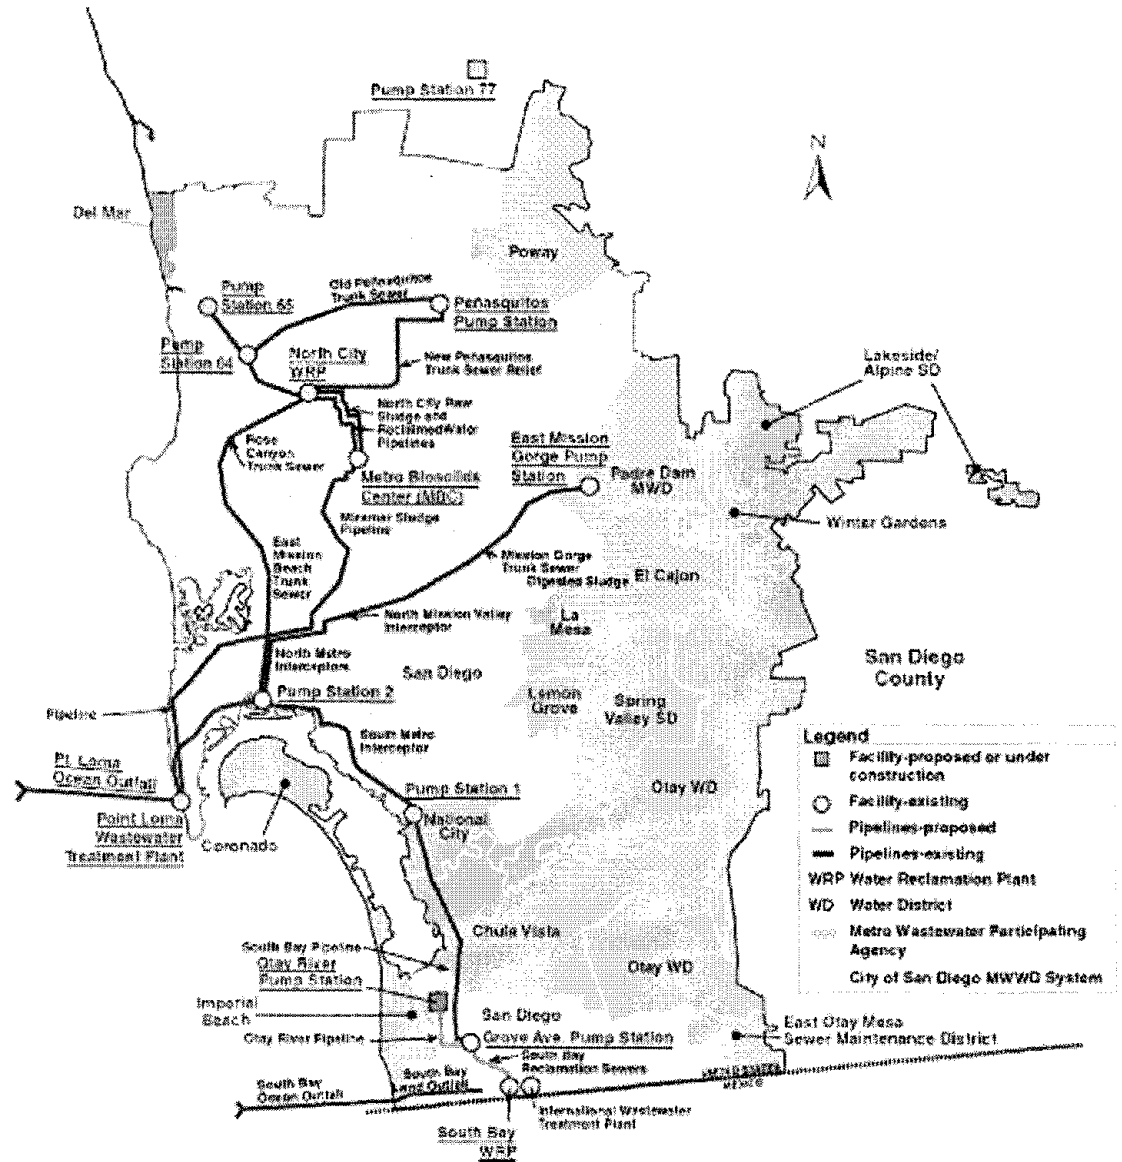 Pump Station 77
N
Del Mar
Poway
Pump
Station 65
Old Peñasquitos
Trunk Sewer
Peñasquitos
Pump Station
Pump
Station 64
North City
WRP
New Peñasquitos
Trunk Sewer Relief
Lakeside/
Alpine SD
North City Raw
Sludge and
Reclaimed Water
Pipelines
Rose
Canyon
Trunk Sewer
East Mission
Gorge Pump
Station
Padre Dam
MWD
Metro Biosolids
Center (MBC)
Miramar Sludge
Pipeline
Winter Gardens
East
Mission
Beach
Trunk
Sewer
Mission Gorge
Trunk Sewer
Digested Sludge
El Cajon
North Mission Valley
Interceptor
La
Mesa
North Metro
Interceptors
San Diego
San Diego
County
Pump Station 2
Lemon
Grove
Spring
Valley SD
Pipeline
South Metro
Interceptor
Legend
Facility-proposed or under
construction
Facility-existing
Pipelines-proposed
Pipelines-existing
WRP Water Reclamation Plant
WD Water District
Metro Wastewater Participating
Agency
City of San Diego MWWD System
Pt. Loma
Ocean Outfall
Otay WD
Pump Station 1
National
City
Point Loma
Wastewater
Treatment Plant
Coronado
Chula Vista
South Bay Pipeline
Otay River
Pump Station
Otay WD
Imperial
Beach
San Diego
Otay River Pipeline
Grove Ave. Pump Station
East Otay Mesa
Sewer Maintenance District
South Bay
Reclamation Sewers
South Bay
Ocean Outfall
South Bay
Land Outfall
UNITED STATES
MEXICO
International Wastewater
Treatment Plant
South Bay
WRP